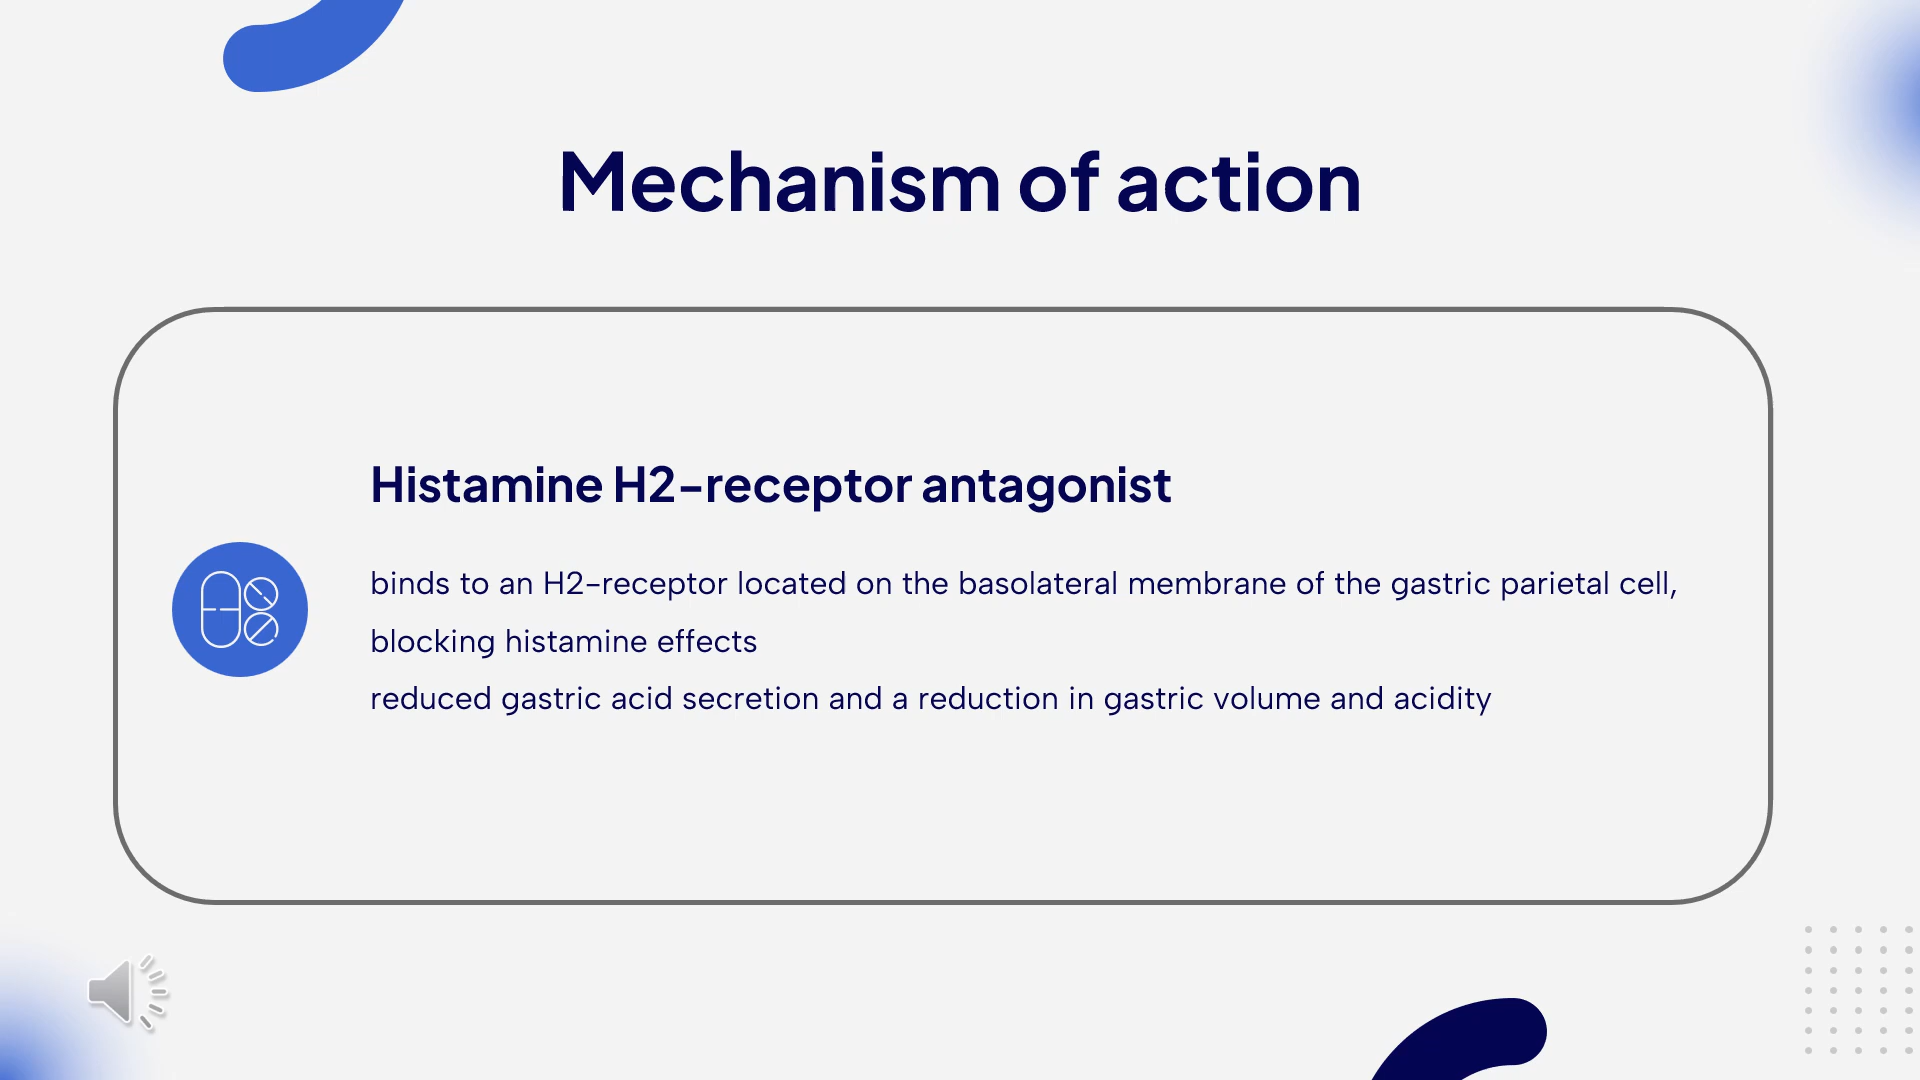 Mechanism of action
Histamine H2-receptor antagonist
binds to an H2-receptor located on the basolateral membrane of the gastric parietal cell,
blocking histamine effects
reduced gastric acid secretion and a reduction in gastric volume and acidity